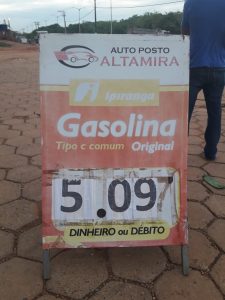 AUTO POSTO
ALTAMIRA
ipiranga
Gasolina
Tipo c comum Original
5.097
DINHEIRO OU DÉBITO